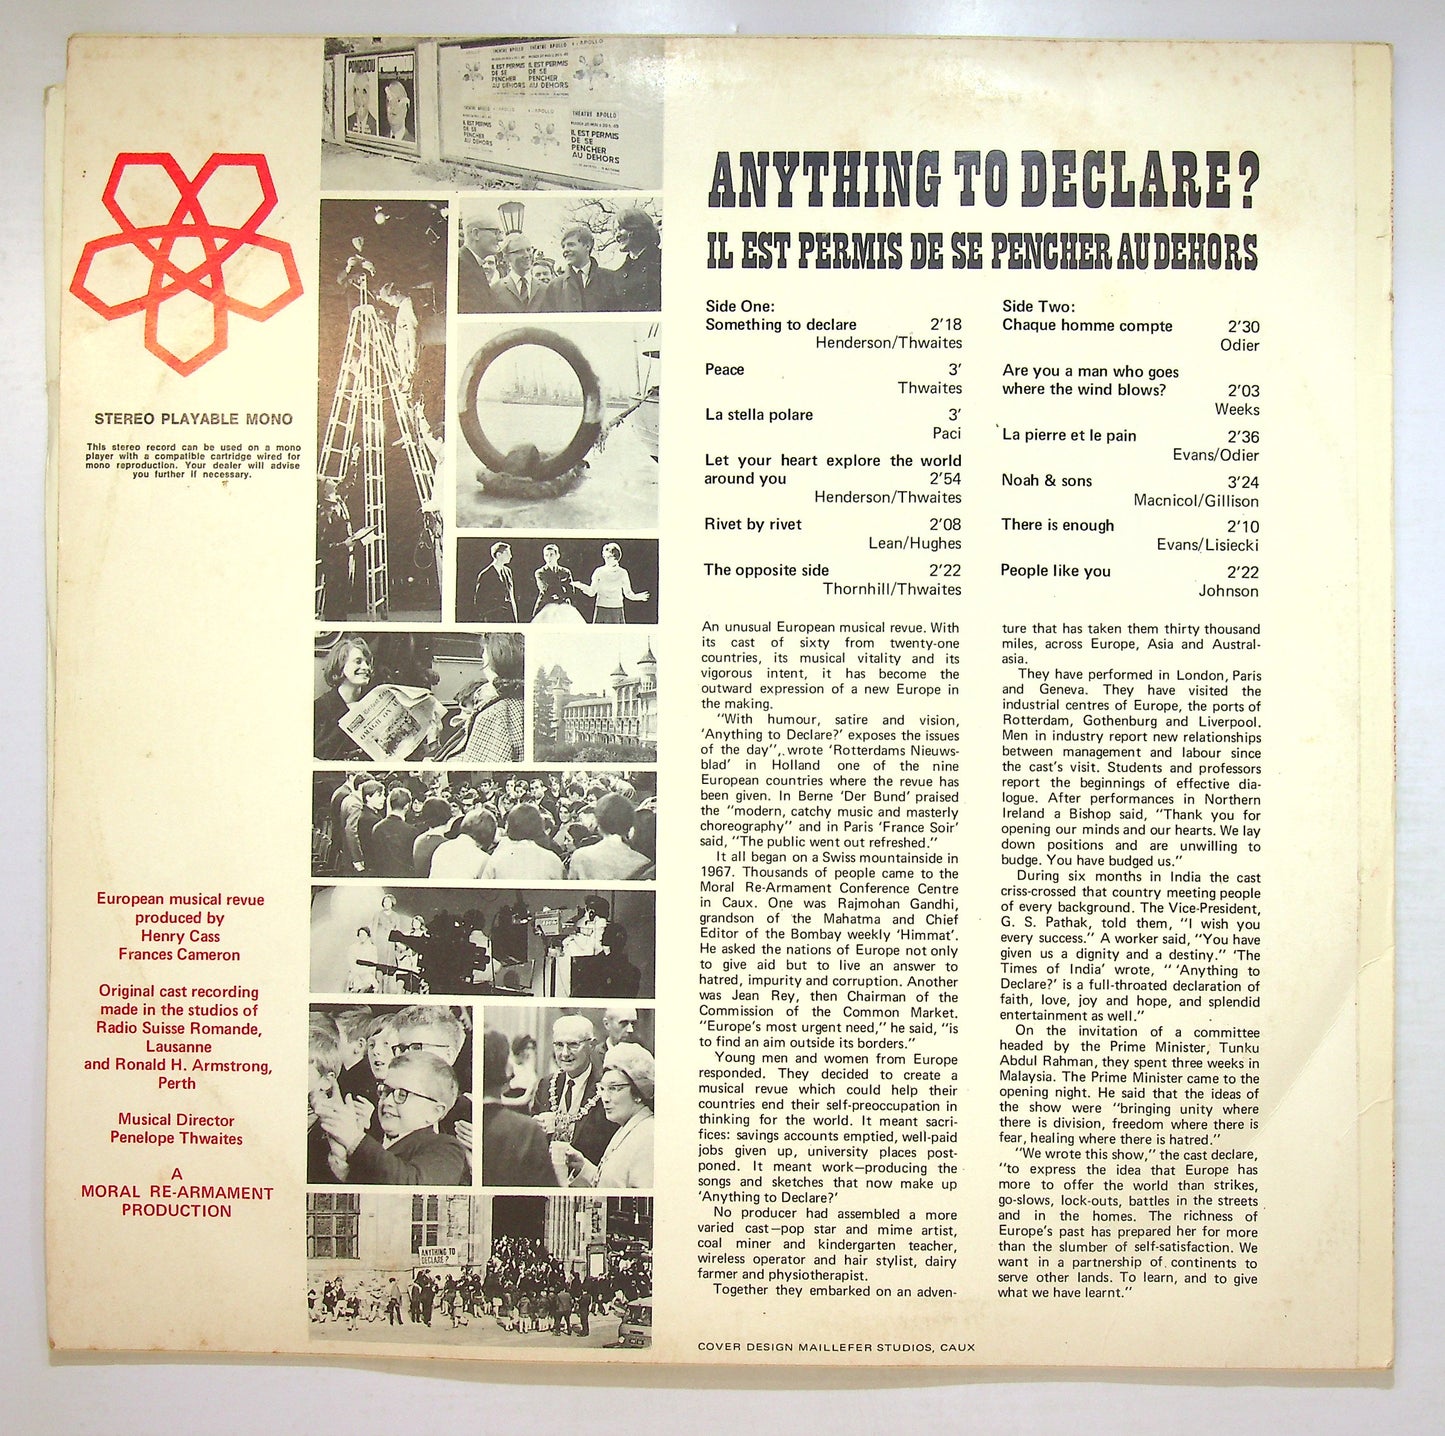 POMPIDOU
THEATRE APOLLO
IL EST PERMIS
DE SE
PENCHER
AU DEHORS
THEATRE APOLLO
IL EST PERMIS
DE SE
PENCHER
AU DEHORS
THEATRE APOLLO
IL EST PERMIS
DE SE
PENCHER
AU DEHORS
ANYTHING TO
DECLARE?
STEREO PLAYABLE MONO
This stereo record can be used on a mono
player with a compatible cartridge wired for
mono reproduction. Your dealer will advise
you further if necessary.
European musical revue
produced by
Henry Cass
Frances Cameron
Original cast recording
made in the studios of
Radio Suisse Romande,
Lausanne
and Ronald H. Armstrong,
Perth
Musical Director
Penelope Thwaites
A
MORAL RE-ARMAMENT
PRODUCTION
ANYTHING TO DECLARE?
IL EST PERMIS DE SE PENCHER AU DEHORS
Side One:
Something to declare 2'18
Henderson/Thwaites
Peace 3'
Thwaites
La stella polare 3'
Paci
Let your heart explore the world
around you 2'54
Henderson/Thwaites
Rivet by rivet 2'08
Lean/Hughes
The opposite side 2'22
Thornhill/Thwaites
Side Two:
Chaque homme compte 2'30
Odier
Are you a man who goes
where the wind blows? 2'03
Weeks
La pierre et le pain 2'36
Evans/Odier
Noah & sons 3'24
Macnicol/Gillison
There is enough 2'10
Evans/Lisiecki
People like you 2'22
Johnson
An unusual European musical revue. With
its cast of sixty from twenty-one
countries, its musical vitality and its
vigorous intent, it has become the
outward expression of a new Europe in
the making.
"With humour, satire and vision,
'Anything to Declare?' exposes the issues
of the day", wrote 'Rotterdams Nieuws-
blad' in Holland one of the nine
European countries where the revue has
been given. In Berne 'Der Bund' praised
the "modern, catchy music and masterly
choreography" and in Paris 'France Soir'
said, "The public went out refreshed."
It all began on a Swiss mountainside in
1967. Thousands of people came to the
Moral Re-Armament Conference Centre
in Caux. One was Rajmohan Gandhi,
grandson of the Mahatma and Chief
Editor of the Bombay weekly 'Himmat'.
He asked the nations of Europe not only
to give aid but to live an answer to
hatred, impurity and corruption. Another
was Jean Rey, then Chairman of the
Commission of the Common Market.
"Europe's most urgent need," he said, "is
to find an aim outside its borders."
Young men and women from Europe
responded. They decided to create a
musical revue which could help their
countries end their self-preoccupation in
thinking for the world. It meant sacri-
fices: savings accounts emptied, well-paid
jobs given up, university places post-
poned. It meant work—producing the
songs and sketches that now make up
'Anything to Declare?'
No producer had assembled a more
varied cast—pop star and mime artist,
coal miner and kindergarten teacher,
wireless operator and hair stylist, dairy
farmer and physiotherapist.
Together they embarked on an adven-
ture that has taken them thirty thousand
miles, across Europe, Asia and Austral-
asia.
They have performed in London, Paris
and Geneva. They have visited the
industrial centres of Europe, the ports of
Rotterdam, Gothenburg and Liverpool.
Men in industry report new relationships
between management and labour since
the cast's visit. Students and professors
report the beginnings of effective dia-
logue. After performances in Northern
Ireland a Bishop said, "Thank you for
opening our minds and our hearts. We lay
down positions and are unwilling to
budge. You have budged us."
During six months in India the cast
criss-crossed that country meeting people
of every background. The Vice-President,
G. S. Pathak, told them, "I wish you
every success." A worker said, "You have
given us a dignity and a destiny." 'The
Times of India' wrote, " 'Anything to
Declare?' is a full-throated declaration of
faith, love, joy and hope, and splendid
entertainment as well."
On the invitation of a committee
headed by the Prime Minister, Tunku
Abdul Rahman, they spent three weeks in
Malaysia. The Prime Minister came to the
opening night. He said that the ideas of
the show were "bringing unity where
there is division, freedom where there is
fear, healing where there is hatred."
"We wrote this show," the cast declare,
"to express the idea that Europe has
more to offer the world than strikes,
go-slows, lock-outs, battles in the streets
and in the homes. The richness of
Europe's past has prepared her for more
than the slumber of self-satisfaction. We
want in a partnership of continents to
serve other lands. To learn, and to give
what we have learnt."
COVER DESIGN MAILLEFER STUDIOS, CAUX